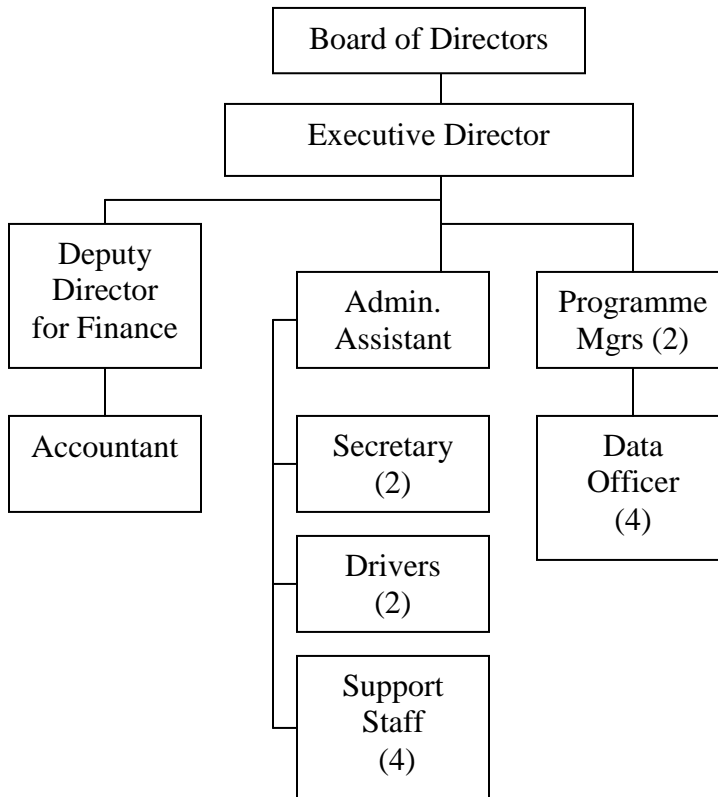 Board of Directors
Executive Director
Deputy
Director
for Finance
Admin.
Assistant
Programme
Mgrs (2)
Accountant
Secretary
(2)
Data
Officer
(4)
Drivers
(2)
Support
Staff
(4)